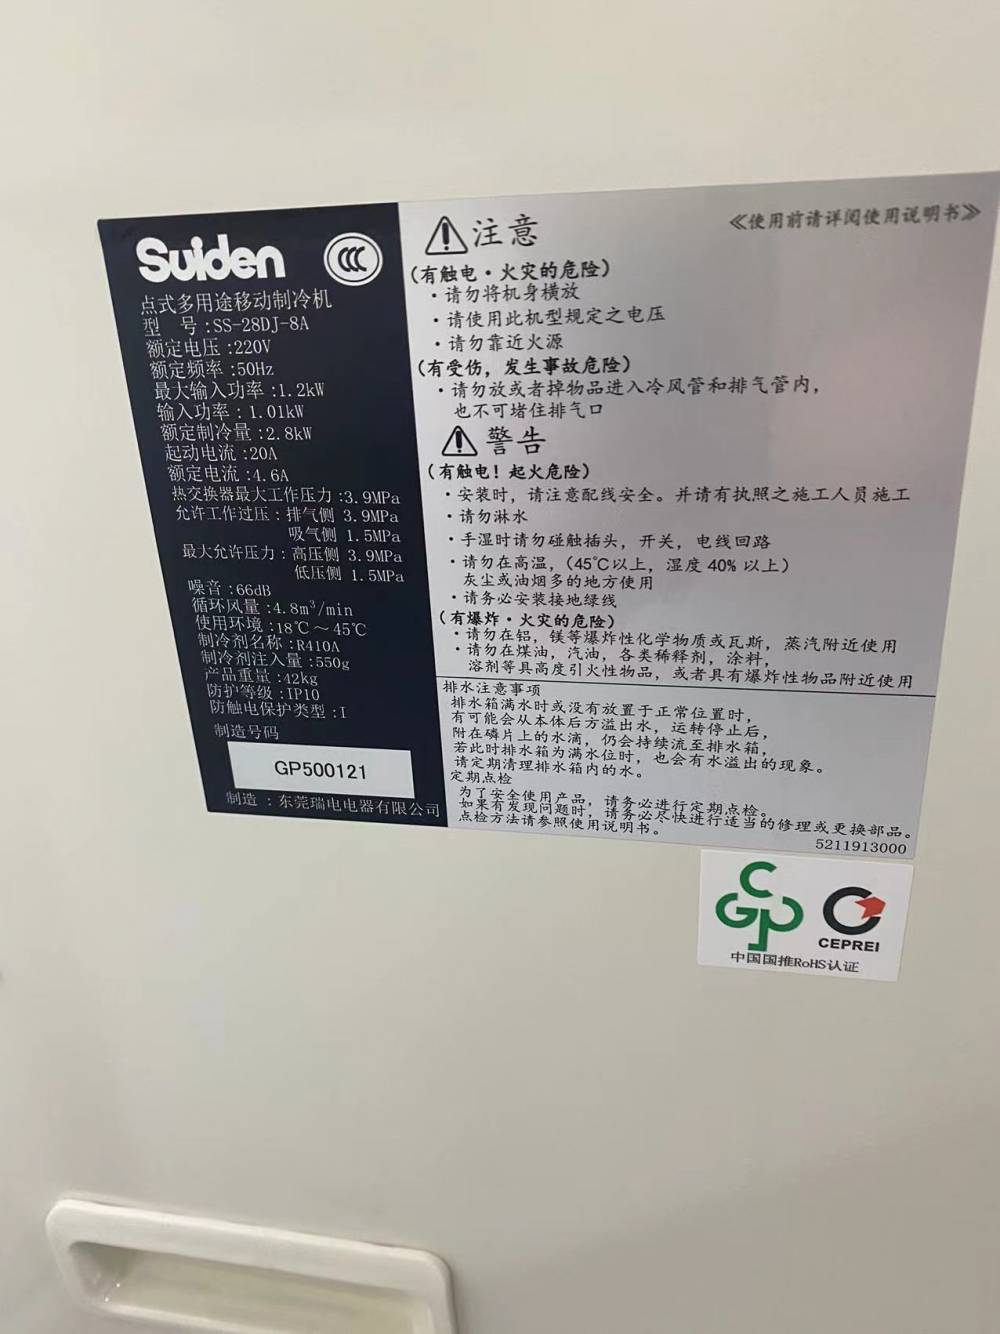 Suiden
CCC
点式多用途移动制冷机
型 号:SS-28DJ-8A
额定电压:220V
额定频率:50Hz
最大输入功率:1.2kW
输入功率:1.01kW
额定制冷量:2.8kW
起动电流:20A
额定电流:4.6A
热交换器最大工作压力:3.9MPa
允许工作过压:排气侧 3.9MPa
吸气侧 1.5MPa
最大允许压力:高压侧 3.9MPa
低压侧 1.5MPa
噪音:66dB
循环风量:4.8m³/min
使用环境:18℃～45℃
制冷剂名称:R410A
制冷剂注入量:550g
产品重量:42kg
防护等级:IP10
防触电保护类型:I
制造号码
GP500121
制造:东莞瑞电电器有限公司
注意
≪使用前请详阅使用说明书≫
(有触电・火灾的危险)
・请勿将机身横放
・请使用此机型规定之电压
・请勿靠近火源
(有受伤，发生事故危险)
・请勿放或者掉物品进入冷风管和排气管内，
也不可堵住排气口
警告
(有触电！起火危险)
・安装时，请注意配线安全。并请有执照之施工人员施工
・请勿淋水
・手湿时请勿碰触插头，开关，电线回路
・请勿在高温，(45℃以上，湿度 40% 以上)
灰尘或油烟多的地方使用
・请务必安装接地绿线
(有爆炸・火灾的危险)
・请勿在铝，镁等爆炸性化学物质或瓦斯，蒸汽附近使用
・请勿在煤油，汽油，各类稀释剂，涂料，
溶剂等具高度引火性物品，或者具有爆炸性物品附近使用
排水注意事项
排水箱满水时或没有放置于正常位置时，
有可能会从本体后方溢出水，运转停止后，
附在磷片上的水滴，仍会持续流至排水箱，
若此时排水箱为满水位时，也会有水溢出的现象。
请定期清理排水箱内的水。
定期点检
为了安全使用产品，请务必进行定期点检。
如果有发现问题时，请务必尽快进行适当的修理或更换部品。
点检方法请参照使用说明书。
5211913000
CGP
CEPREI
中国国推RoHS认证